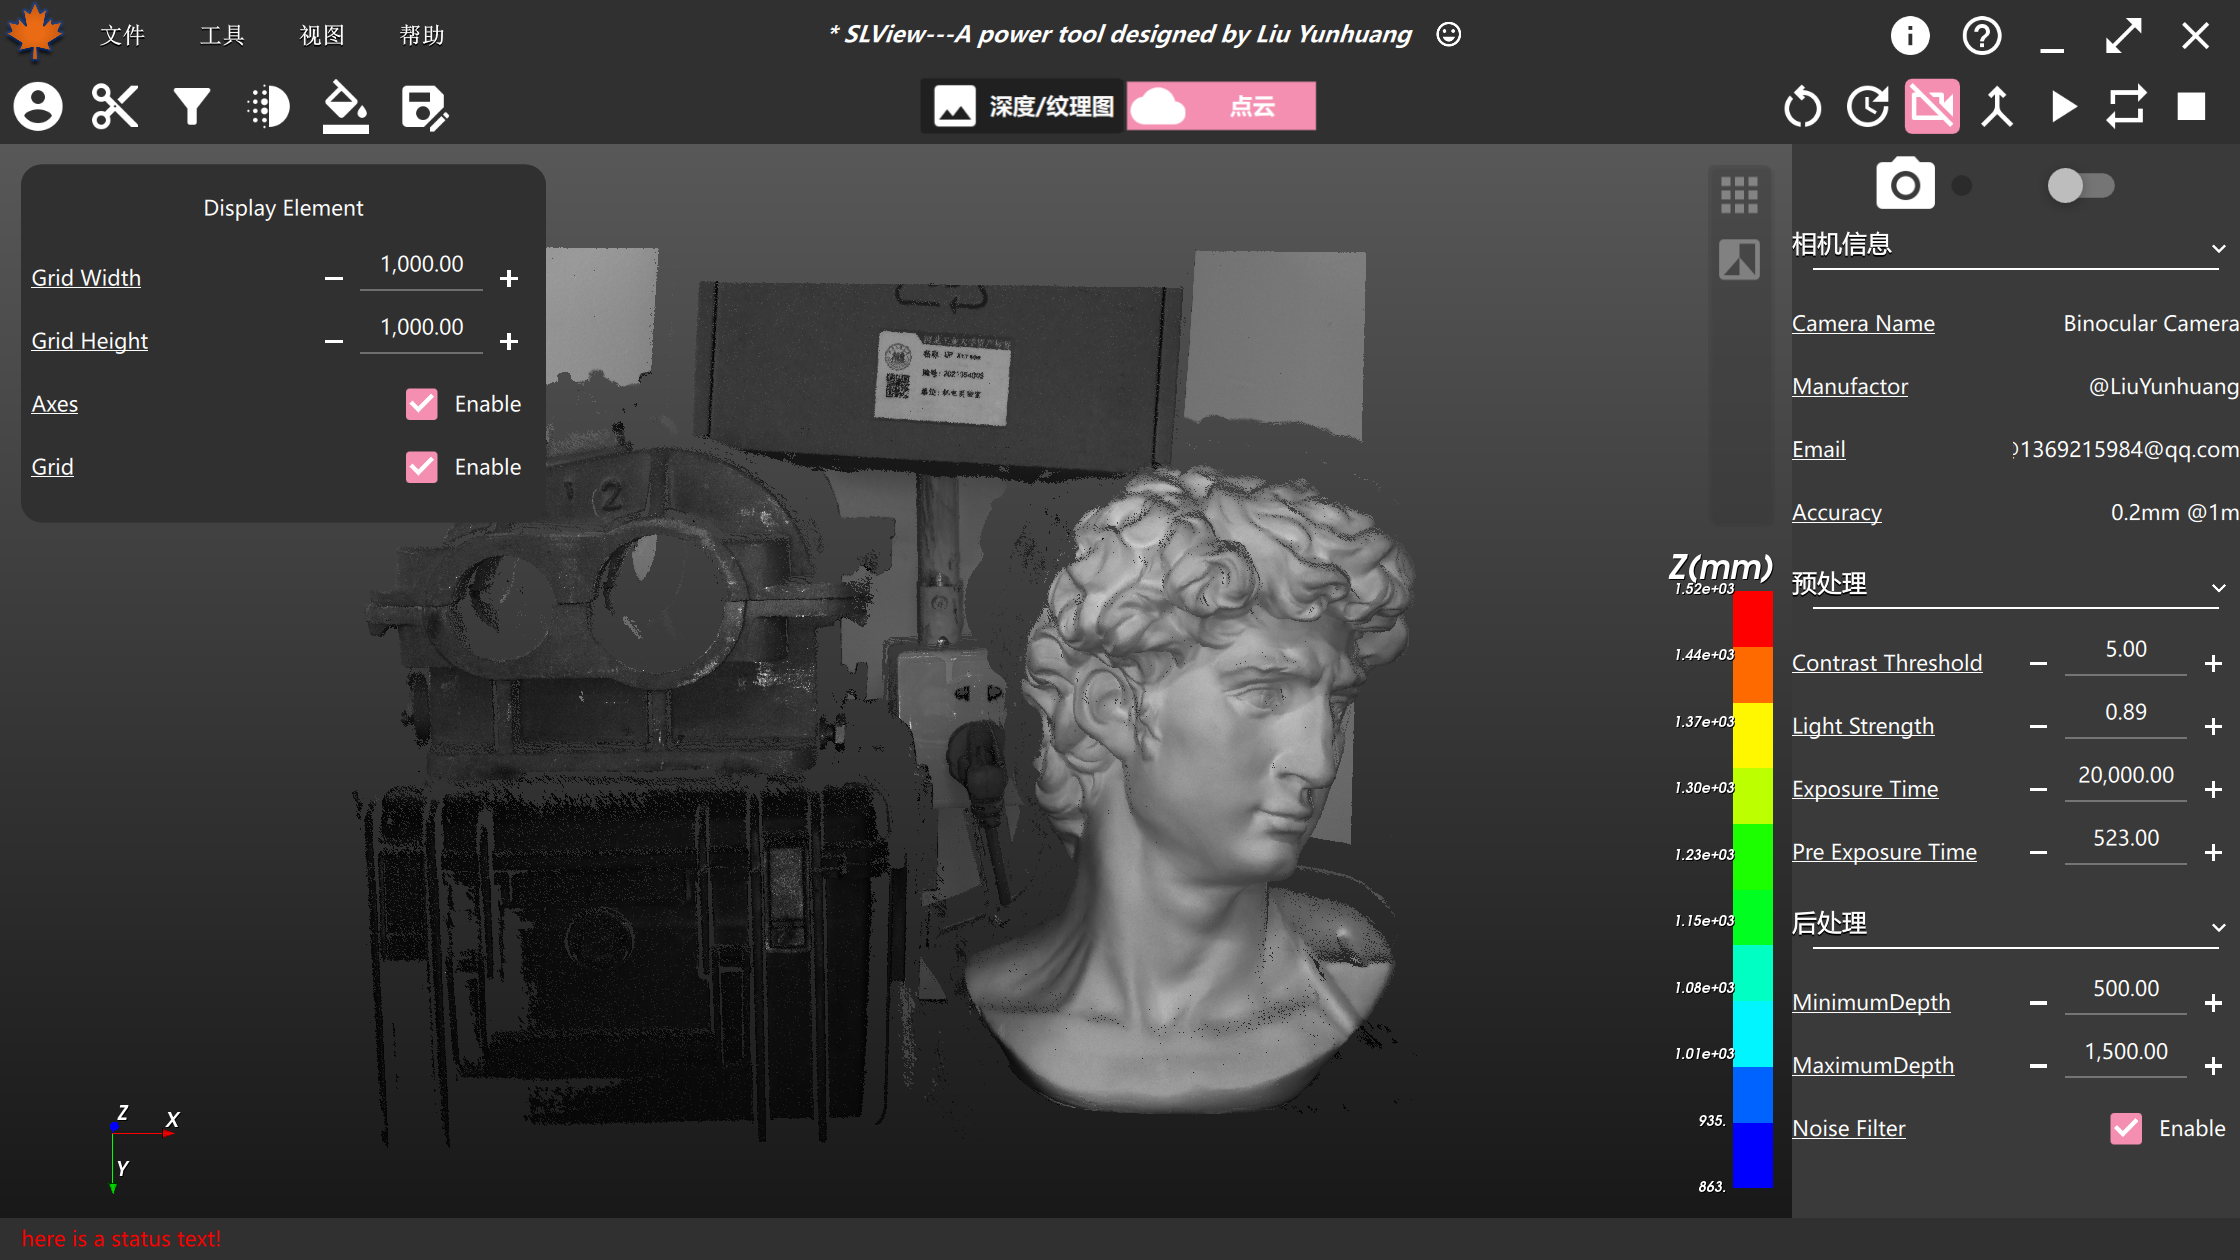 文件 工具 视图 帮助
* SLView---A power tool designed by Liu Yunhuang
深度/纹理图 点云
Display Element
Grid Width 1,000.00
Grid Height 1,000.00
Axes Enable
Grid Enable
12
Z(mm)
1.52e+03
1.44e+03
1.37e+03
1.30e+03
1.23e+03
1.15e+03
1.08e+03
1.01e+03
935.
863.
Z
X
Y
相机信息
Camera Name Binocular Camera
Manufactor @LiuYunhuang
Email 1369215984@qq.com
Accuracy 0.2mm @1m
预处理
Contrast Threshold 5.00
Light Strength 0.89
Exposure Time 20,000.00
Pre Exposure Time 523.00
后处理
MinimumDepth 500.00
MaximumDepth 1,500.00
Noise Filter Enable
here is a status text!